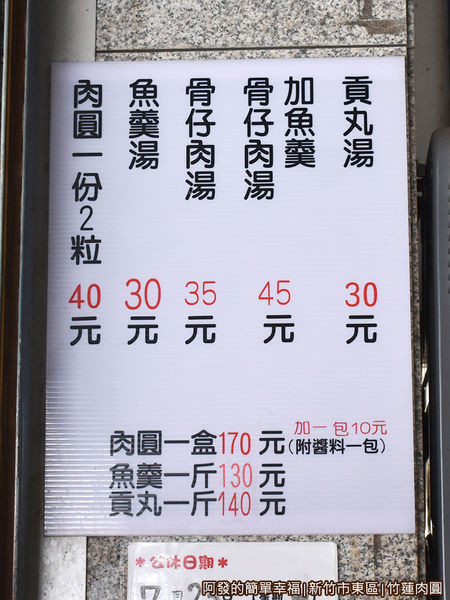 貢丸湯
30元
加魚羹
骨仔肉湯
45元
骨仔肉湯
35元
魚羹湯
30元
肉圓一份2粒
40元
肉圓一盒170元(附醬料一包)
加一包10元
魚羹一斤130元
貢丸一斤140元
*公休日期*
阿發的簡單幸福|新竹市東區|竹蓮肉圓